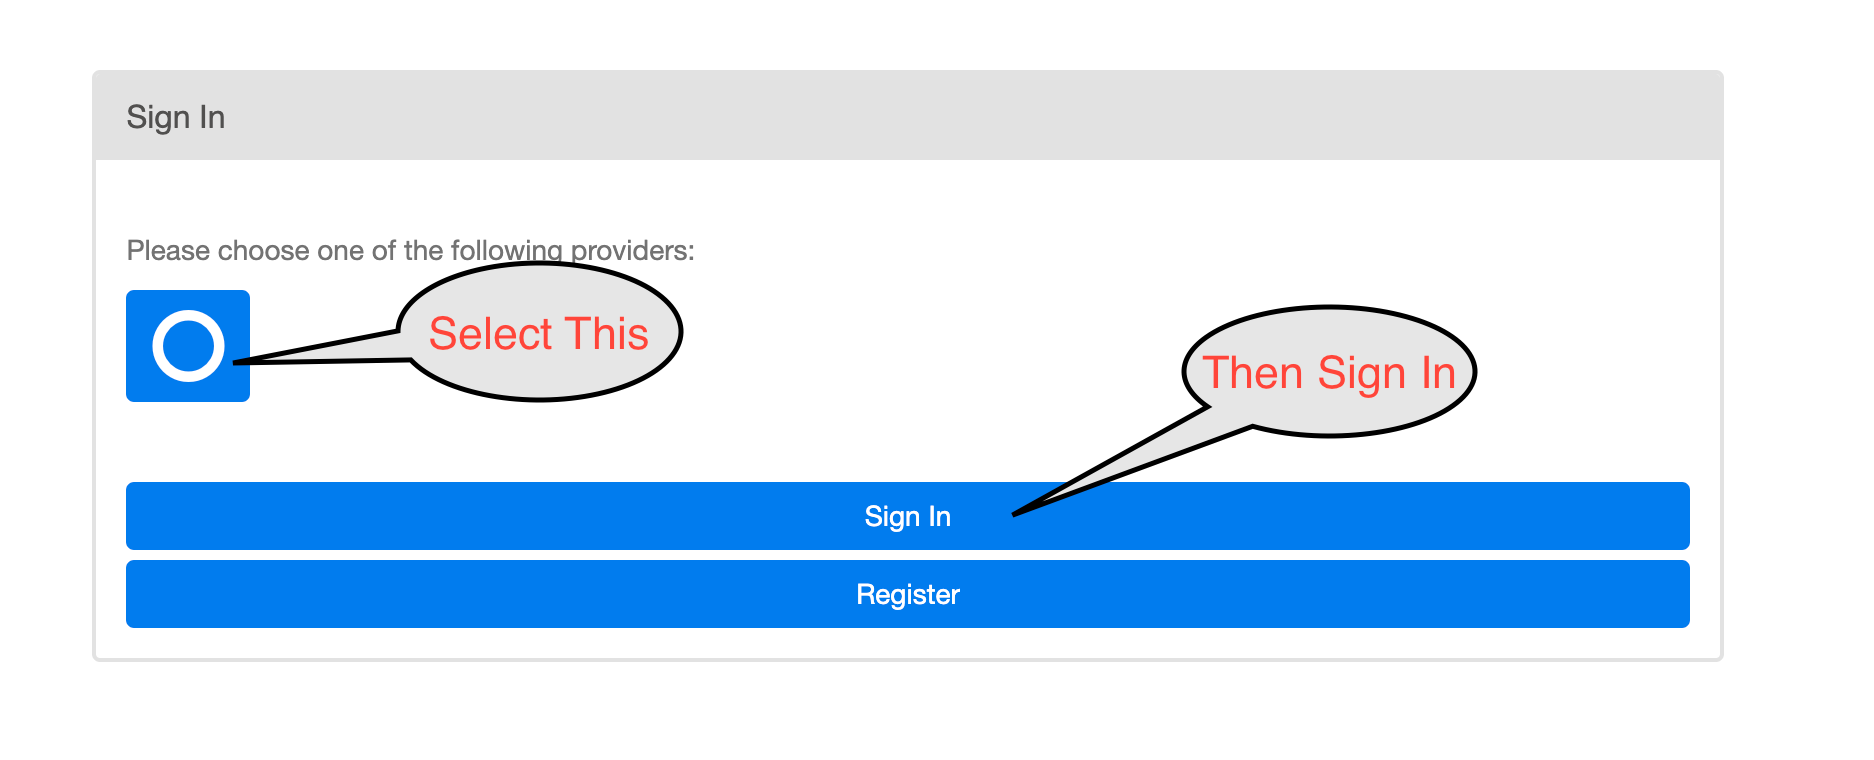 Sign In
Please choose one of the following providers:
Select This
Then Sign In
Sign In
Register